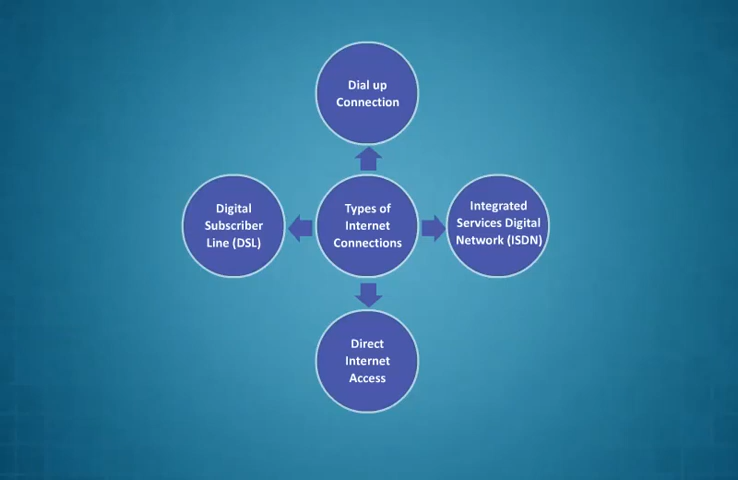 Dial up
Connection
Digital
Subscriber
Line (DSL)
Types of
Internet
Connections
Integrated
Services Digital
Network (ISDN)
Direct
Internet
Access